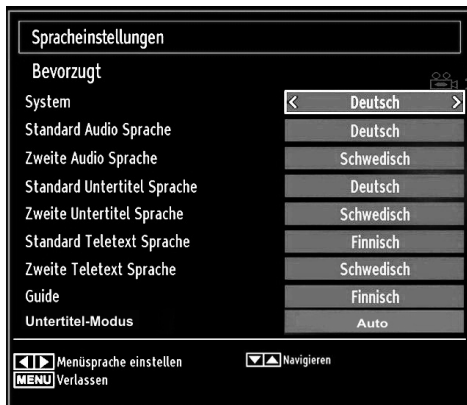 Spracheinstellungen
Bevorzugt
System < Deutsch >
Standard Audio Sprache Deutsch
Zweite Audio Sprache Schwedisch
Standard Untertitel Sprache Deutsch
Zweite Untertitel Sprache Schwedisch
Standard Teletext Sprache Finnisch
Zweite Teletext Sprache Schwedisch
Guide Finnisch
Untertitel-Modus Auto
Menüsprache einstellen Navigieren
MENU Verlassen